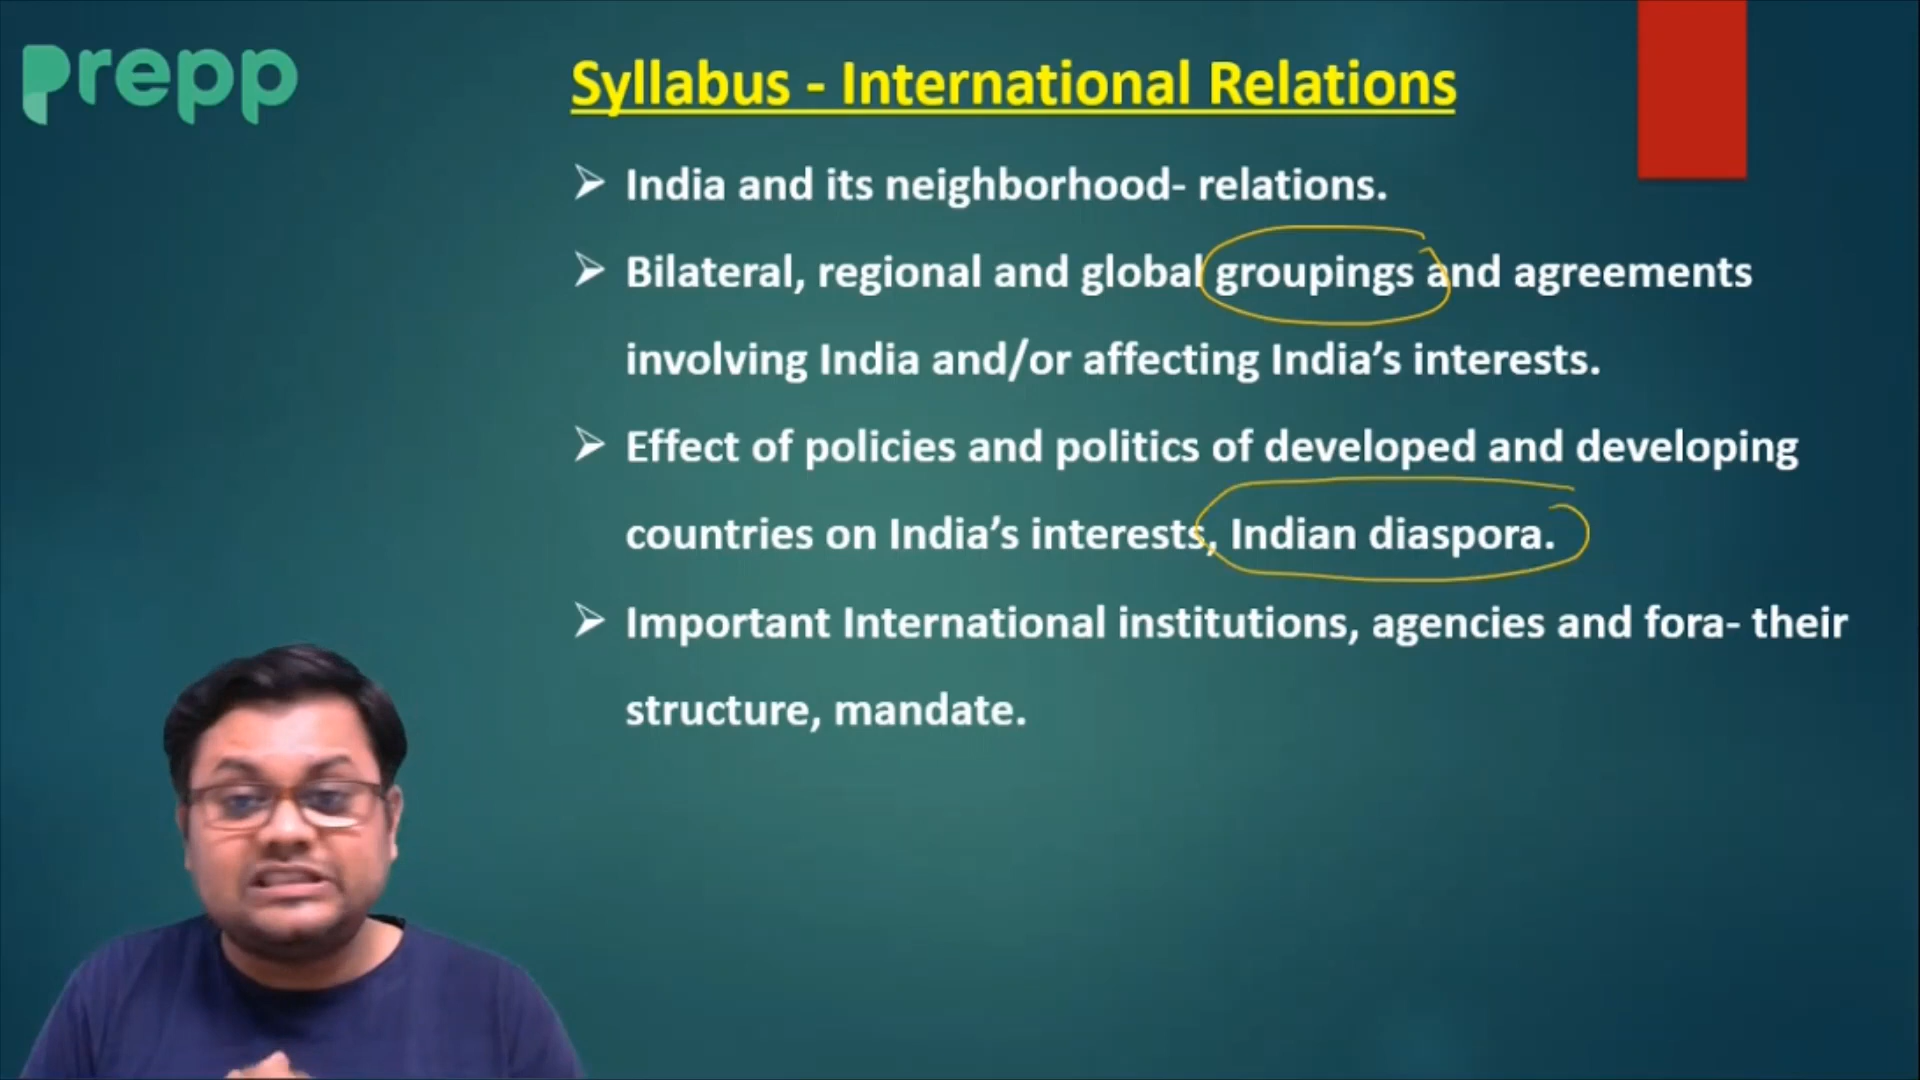 prepp
Syllabus - International Relations
➢ India and its neighborhood- relations.
➢ Bilateral, regional and global groupings and agreements
involving India and/or affecting India’s interests.
➢ Effect of policies and politics of developed and developing
countries on India’s interests, Indian diaspora.
➢ Important International institutions, agencies and fora- their
structure, mandate.